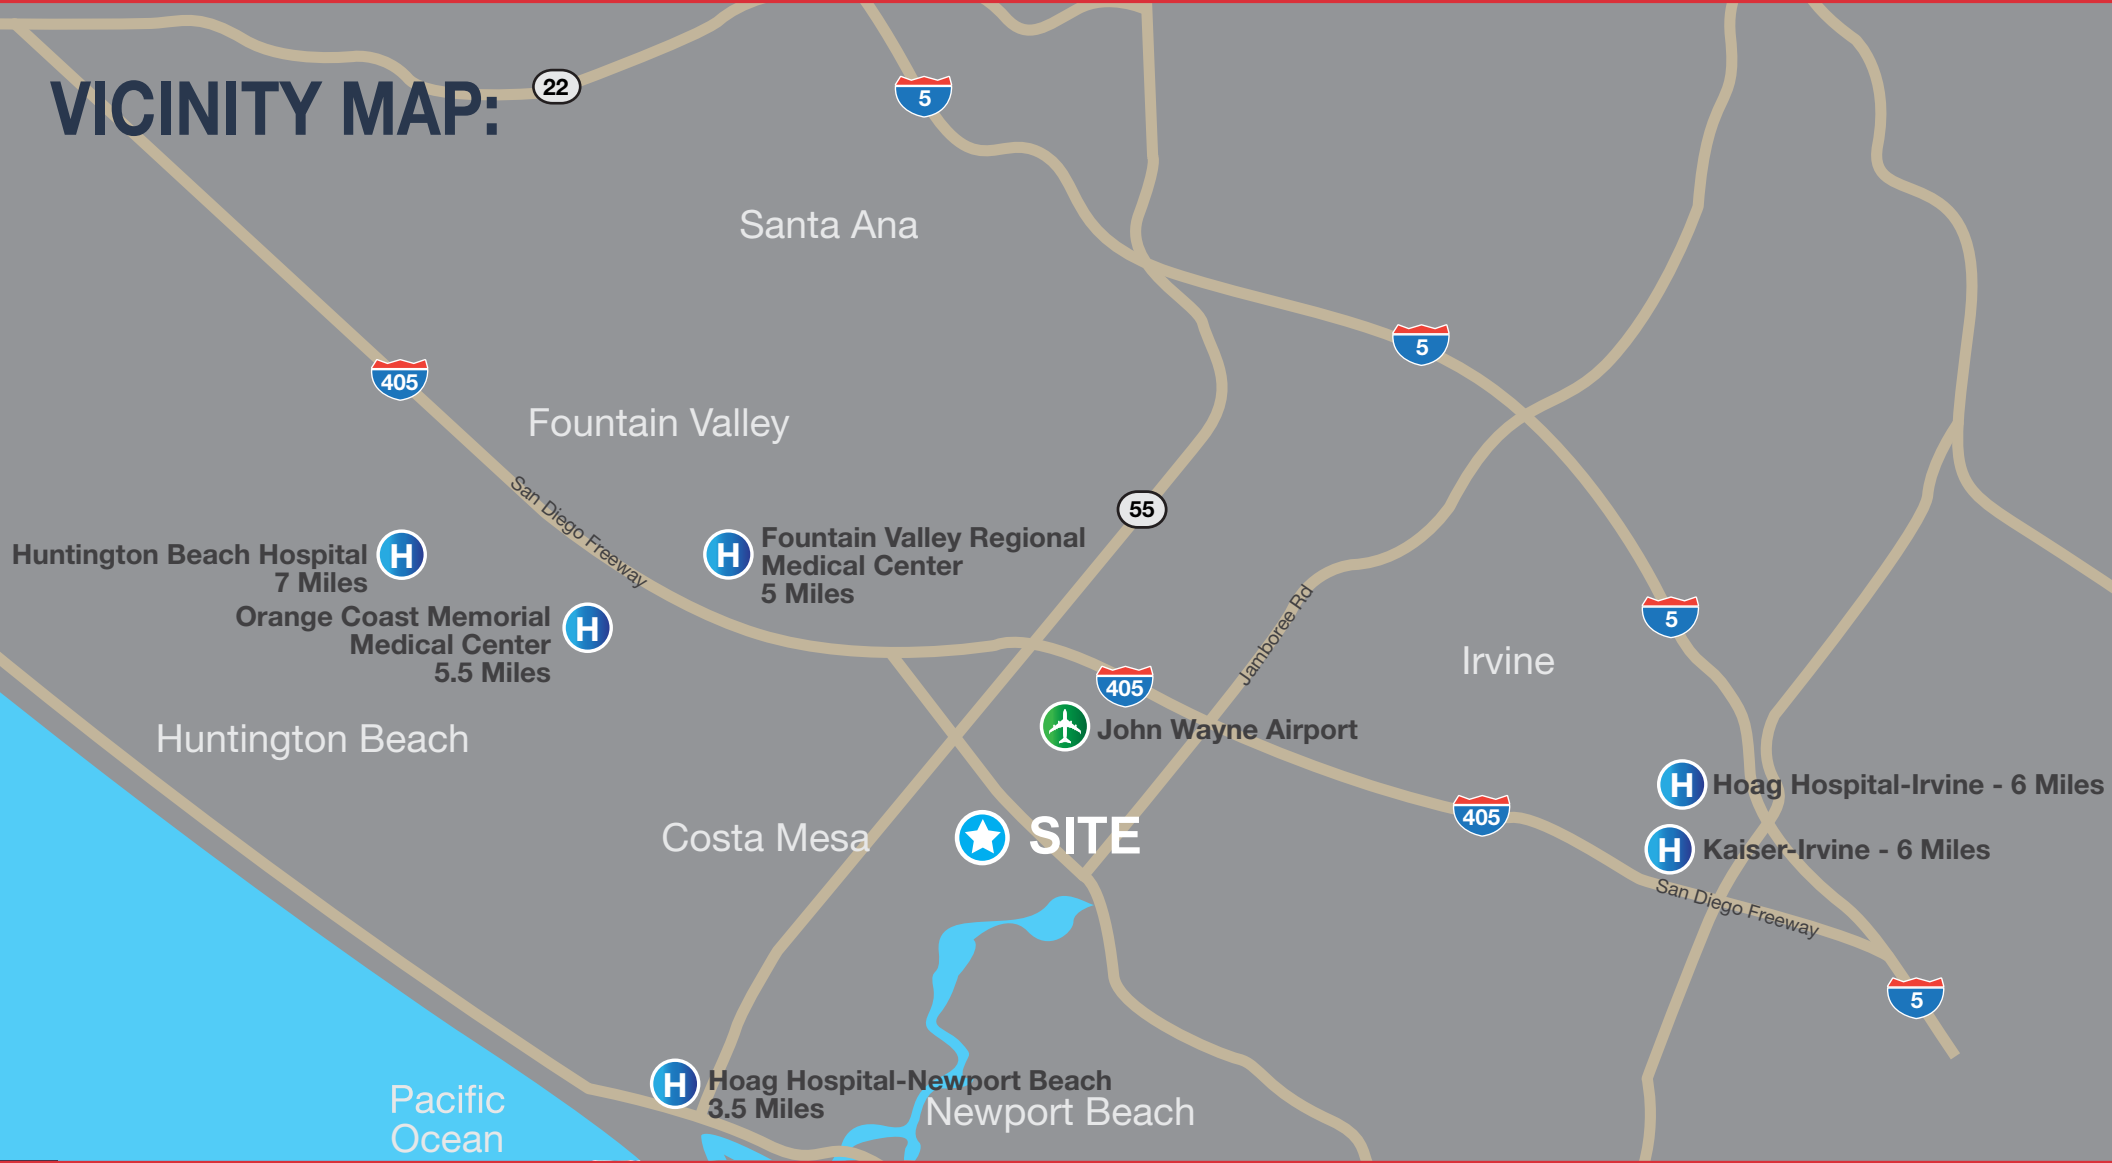 VICINITY MAP:
22
5
Santa Ana
5
405
Fountain Valley
San Diego Freeway
55
Huntington Beach Hospital
7 Miles
Fountain Valley Regional
Medical Center
5 Miles
Orange Coast Memorial
Medical Center
5.5 Miles
Jamboree Rd
5
Irvine
405
John Wayne Airport
Huntington Beach
Hoag Hospital-Irvine - 6 Miles
405
Costa Mesa
SITE
Kaiser-Irvine - 6 Miles
San Diego Freeway
5
Hoag Hospital-Newport Beach
3.5 Miles
Newport Beach
Pacific
Ocean
H
H
H
H
H
H